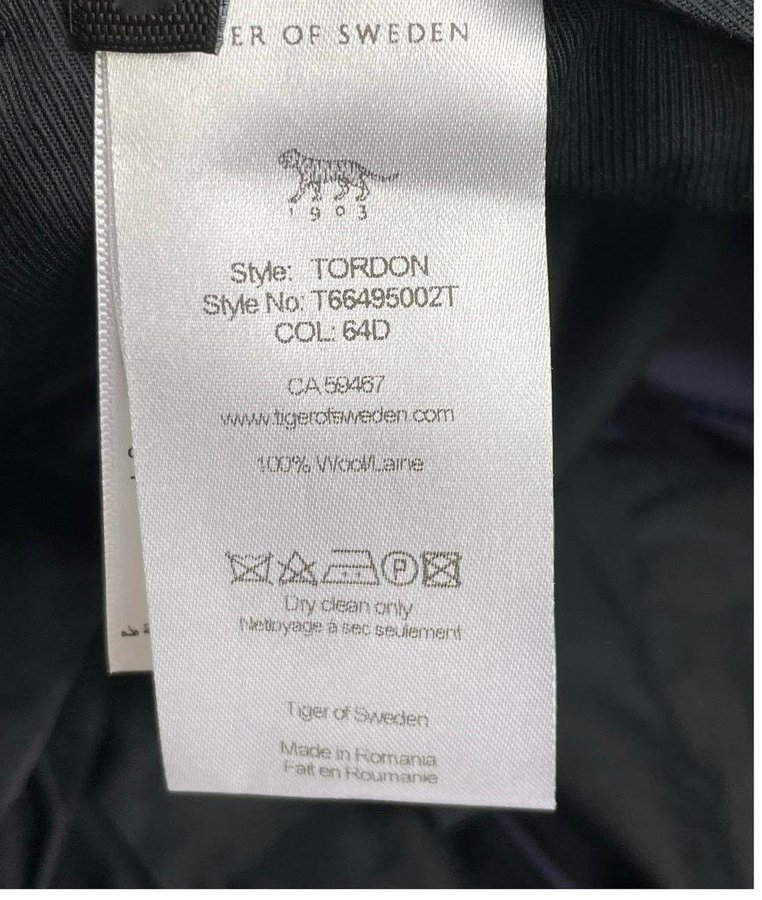 ER OF SWEDEN
1903
Style: TORDON
Style No: T66495002T
COL: 64D
CA 59467
www.tigerofsweden.com
100% Wool/Laine
P
Dry clean only
Nettoyage à sec seulement
Tiger of Sweden
Made in Romania
Fait en Roumanie